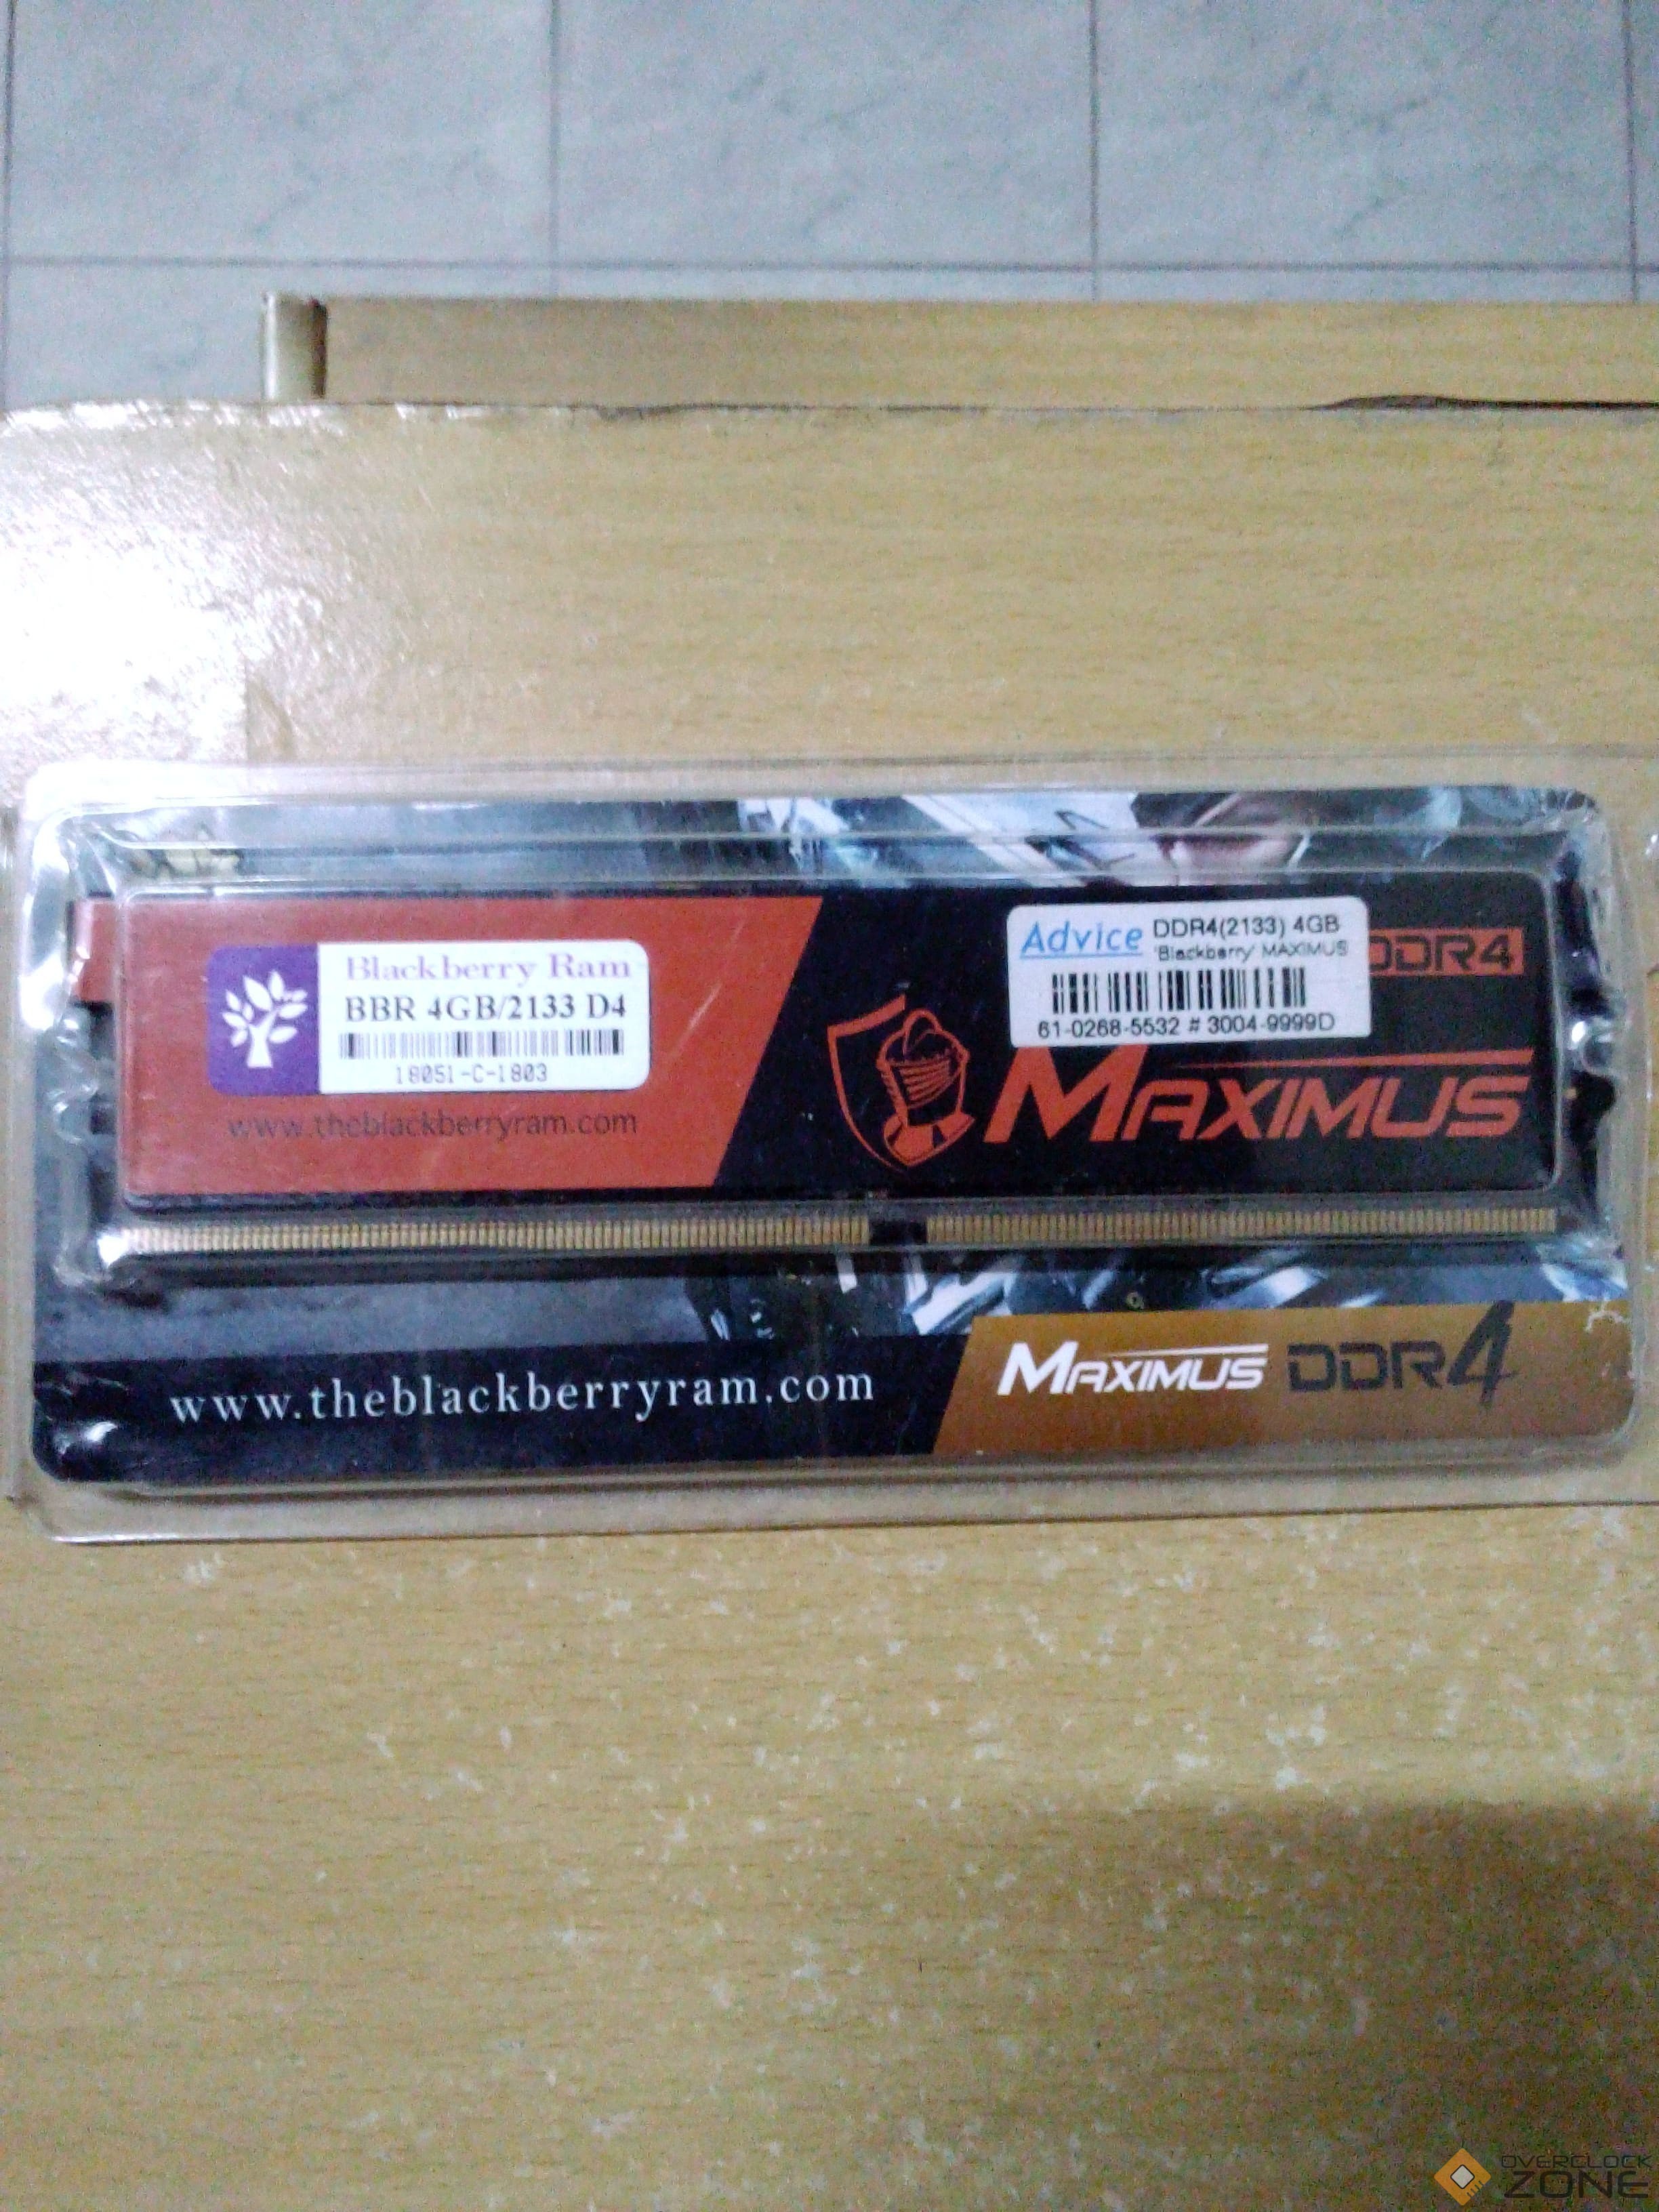 Blackberry Ram
BBR 4GB/2133 D4
18051-C-1803
www.theblackberryram.com
Advice DDR4(2133) 4GB
'Blackberry' MAXIMUS
61-0268-5532 # 3004-9999D
DDR4
MAXIMUS
www.theblackberryram.com
MAXIMUS DDR4
OVERCLOCK
ZONE